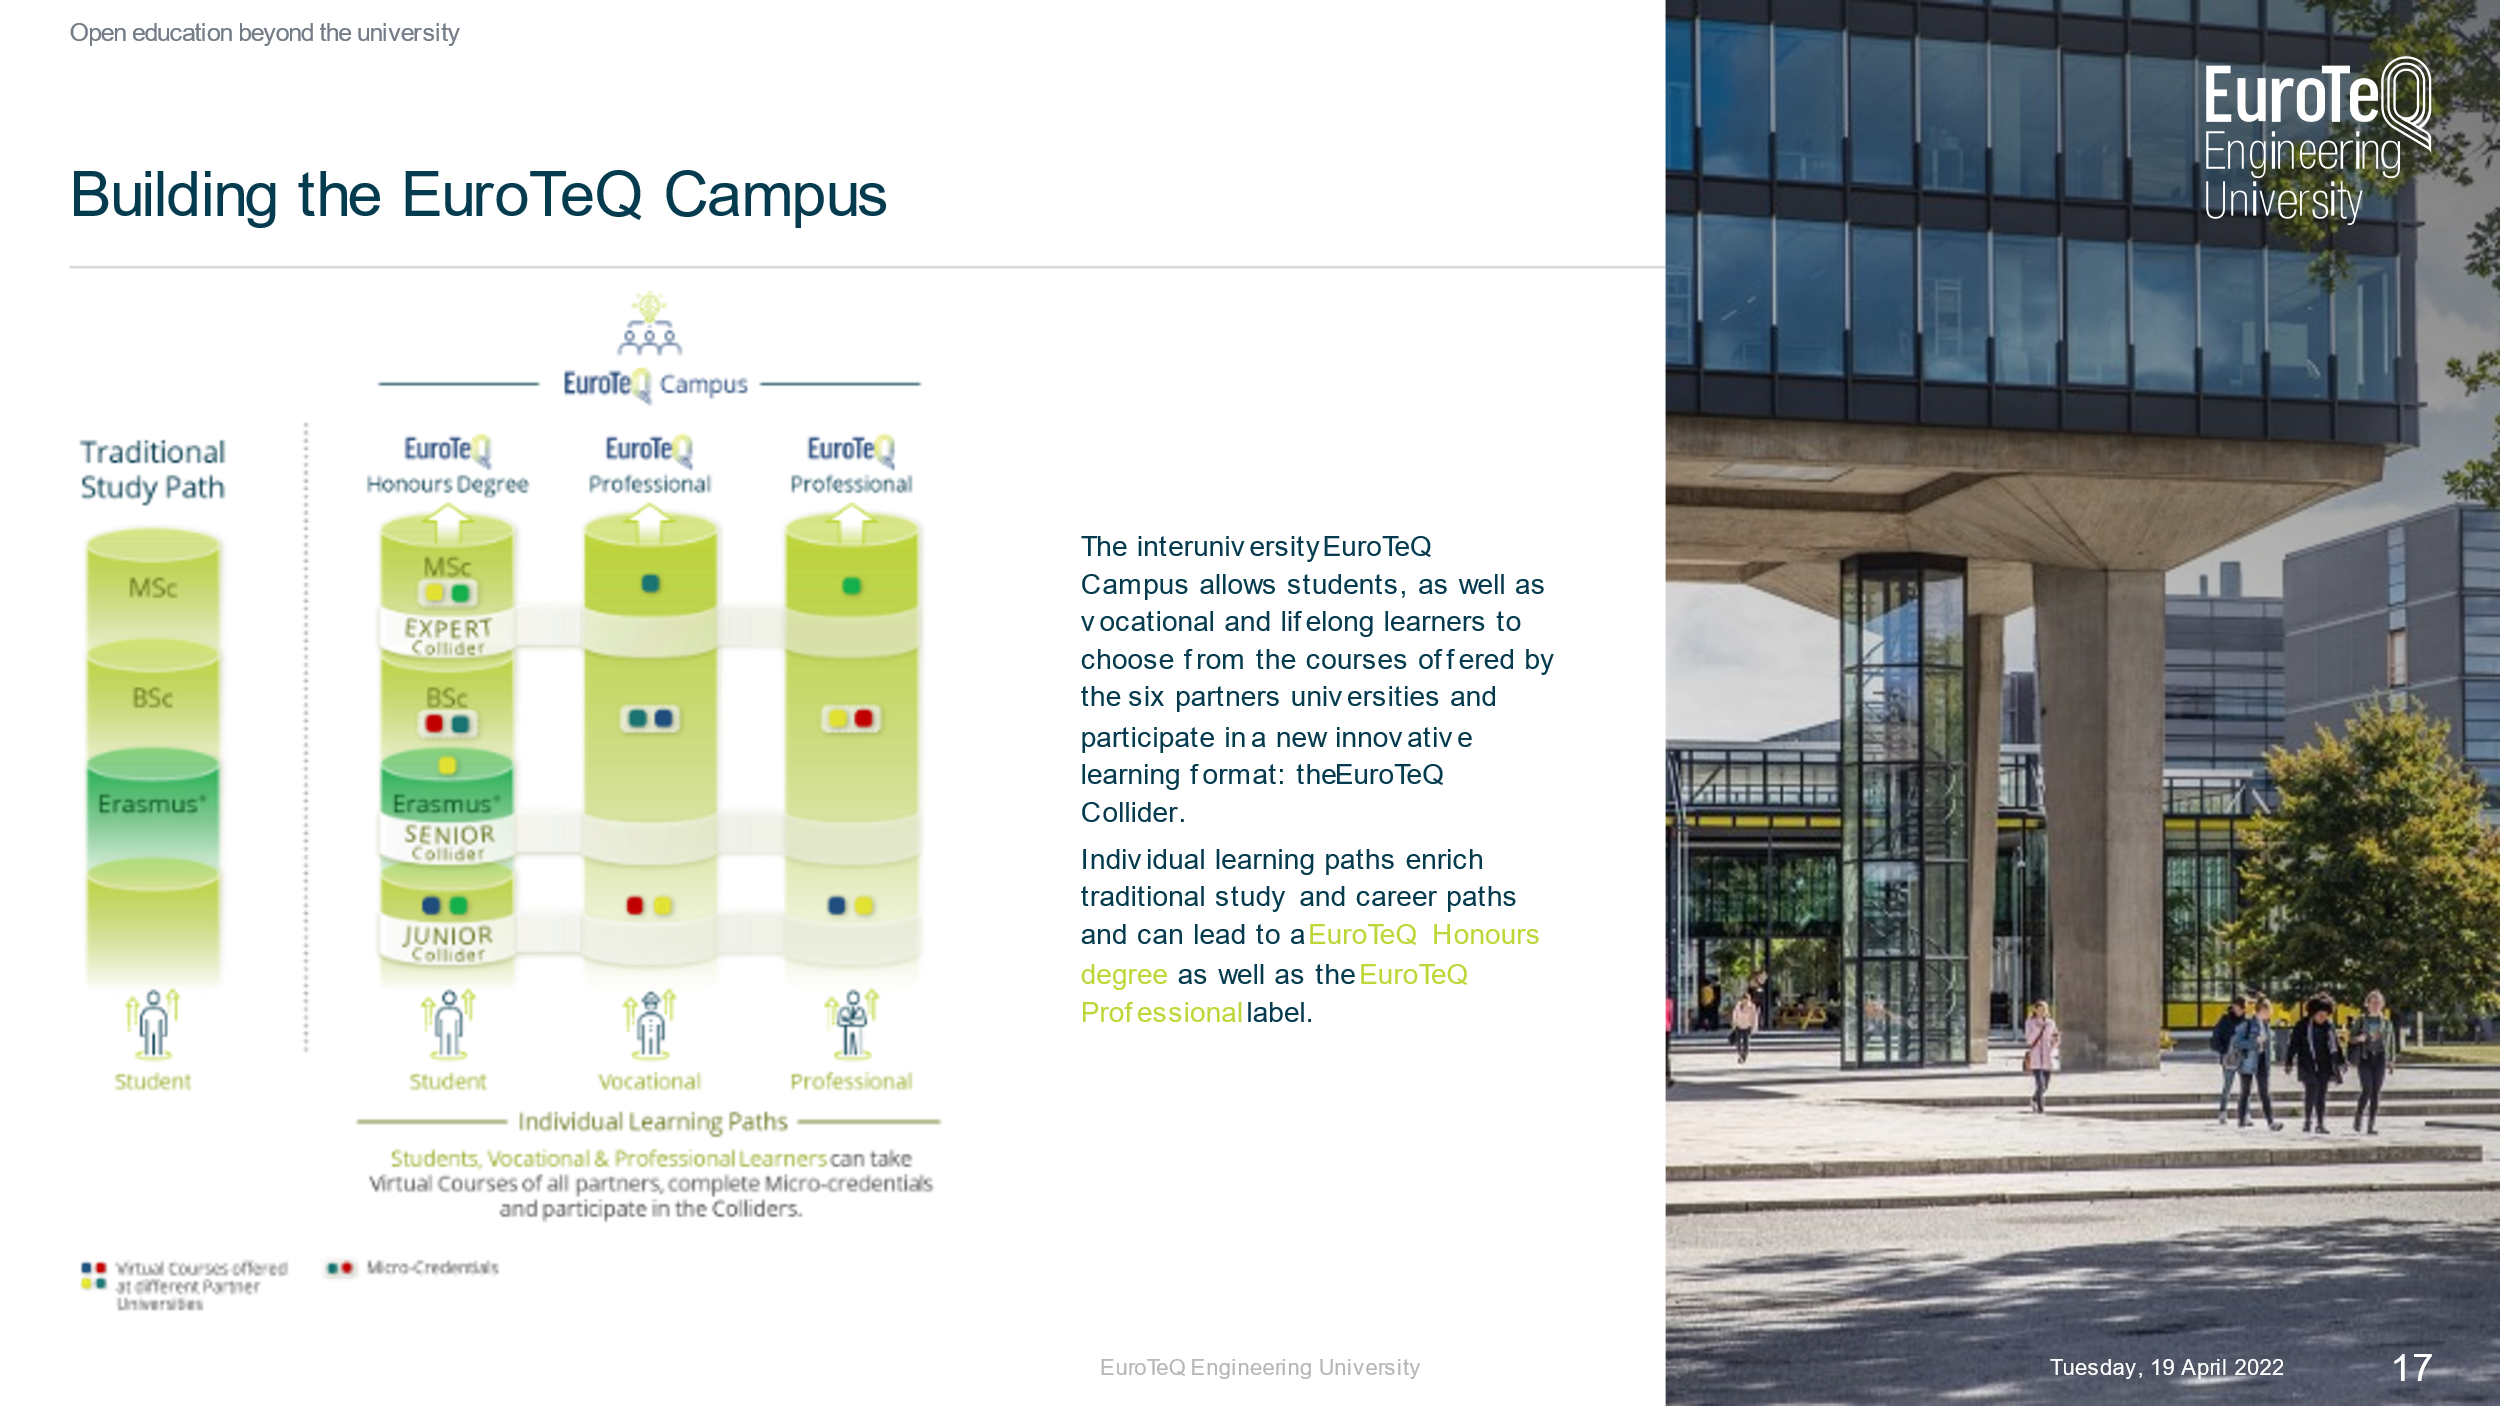 Open education beyond the university
EuroTeQ
Engineering
University
Building the EuroTeQ Campus
EuroTeQ Campus
Traditional
Study Path
EuroTeQ
Honours Degree
EuroTeQ
Professional
EuroTeQ
Professional
MSc
BSc
Erasmus+
MSc
EXPERT
Collider
BSc
Erasmus+
SENIOR
Collider
JUNIOR
Collider
Student
Student
Vocational
Professional
Individual Learning Paths
Students, Vocational & Professional Learners can take
Virtual Courses of all partners, complete Micro-credentials
and participate in the Colliders.
Virtual Courses offered
at different Partner
Universities
Micro-Credentials
The interuniversity EuroTeQ
Campus allows students, as well as
vocational and lifelong learners to
choose from the courses offered by
the six partners universities and
participate in a new innovative
learning format: theEuroTeQ
Collider.
Individual learning paths enrich
traditional study and career paths
and can lead to a EuroTeQ Honours
degree as well as the EuroTeQ
Professional label.
EuroTeQ Engineering University
Tuesday, 19 April 2022
17